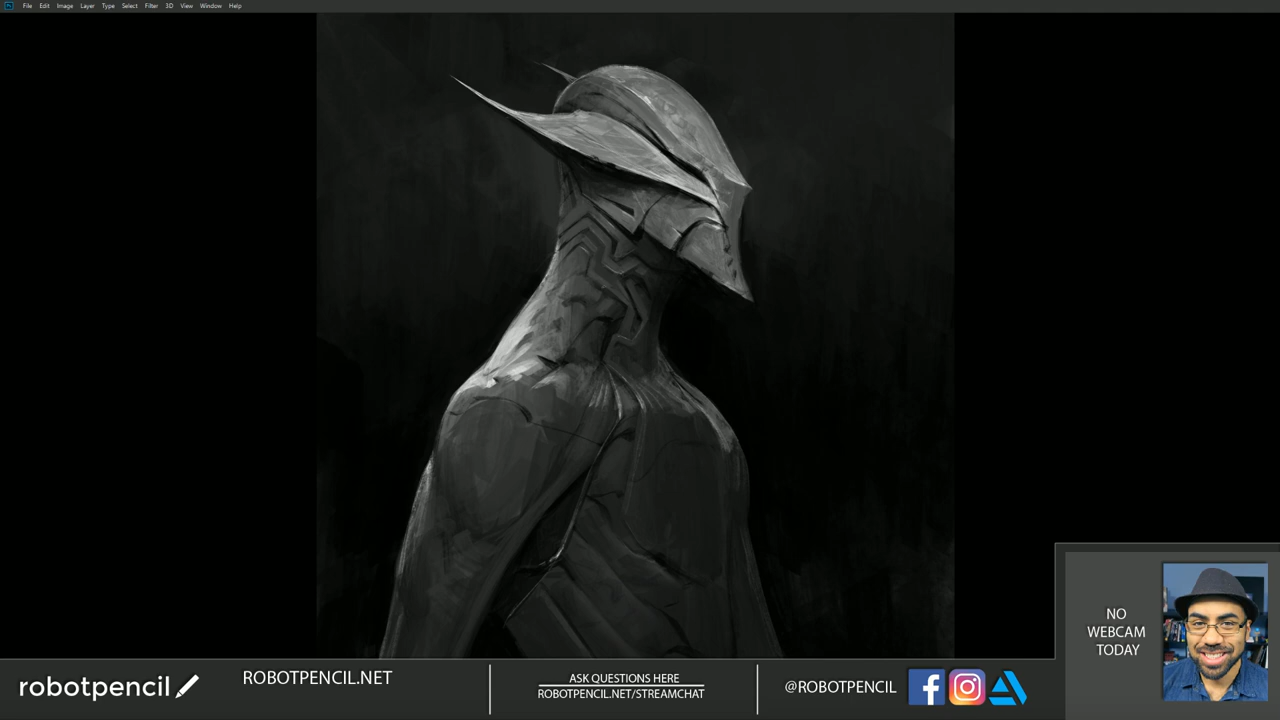 File Edit Image Layer Type Select Filter 3D View Window Help
NO
WEBCAM
TODAY
robotpencil
ROBOTPENCIL.NET
ASK QUESTIONS HERE
ROBOTPENCIL.NET/STREAMCHAT
@ROBOTPENCIL